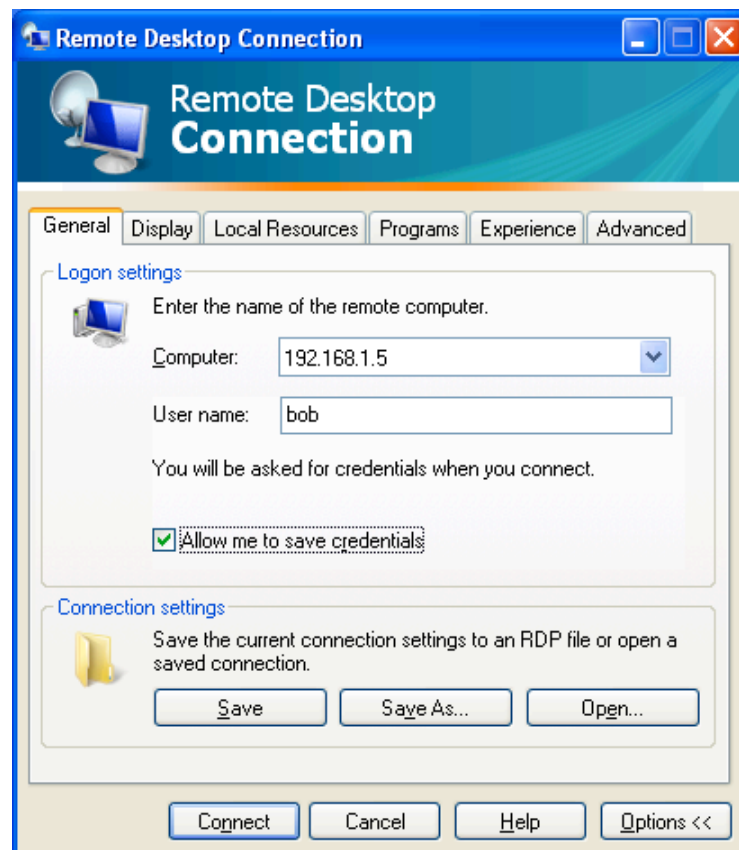 Remote Desktop Connection
Remote Desktop
Connection
General Display Local Resources Programs Experience Advanced
Logon settings
Enter the name of the remote computer.
Computer: 192.168.1.5
User name: bob
You will be asked for credentials when you connect.
Allow me to save credentials
Connection settings
Save the current connection settings to an RDP file or open a
saved connection.
Save Save As... Open...
Connect Cancel Help Options <<